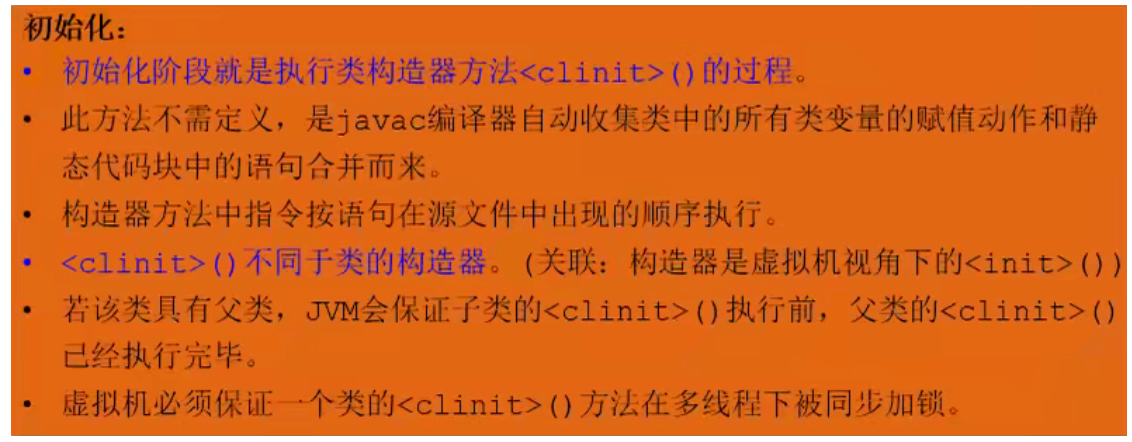 初始化：
• 初始化阶段就是执行类构造器方法<clinit>()的过程。
• 此方法不需定义，是javac编译器自动收集类中的所有类变量的赋值动作和静
态代码块中的语句合并而来。
• 构造器方法中指令按语句在源文件中出现的顺序执行。
• <clinit>()不同于类的构造器。(关联：构造器是虚拟机视角下的<init>())
• 若该类具有父类，JVM会保证子类的<clinit>()执行前，父类的<clinit>()
已经执行完毕。
• 虚拟机必须保证一个类的<clinit>()方法在多线程下被同步加锁。